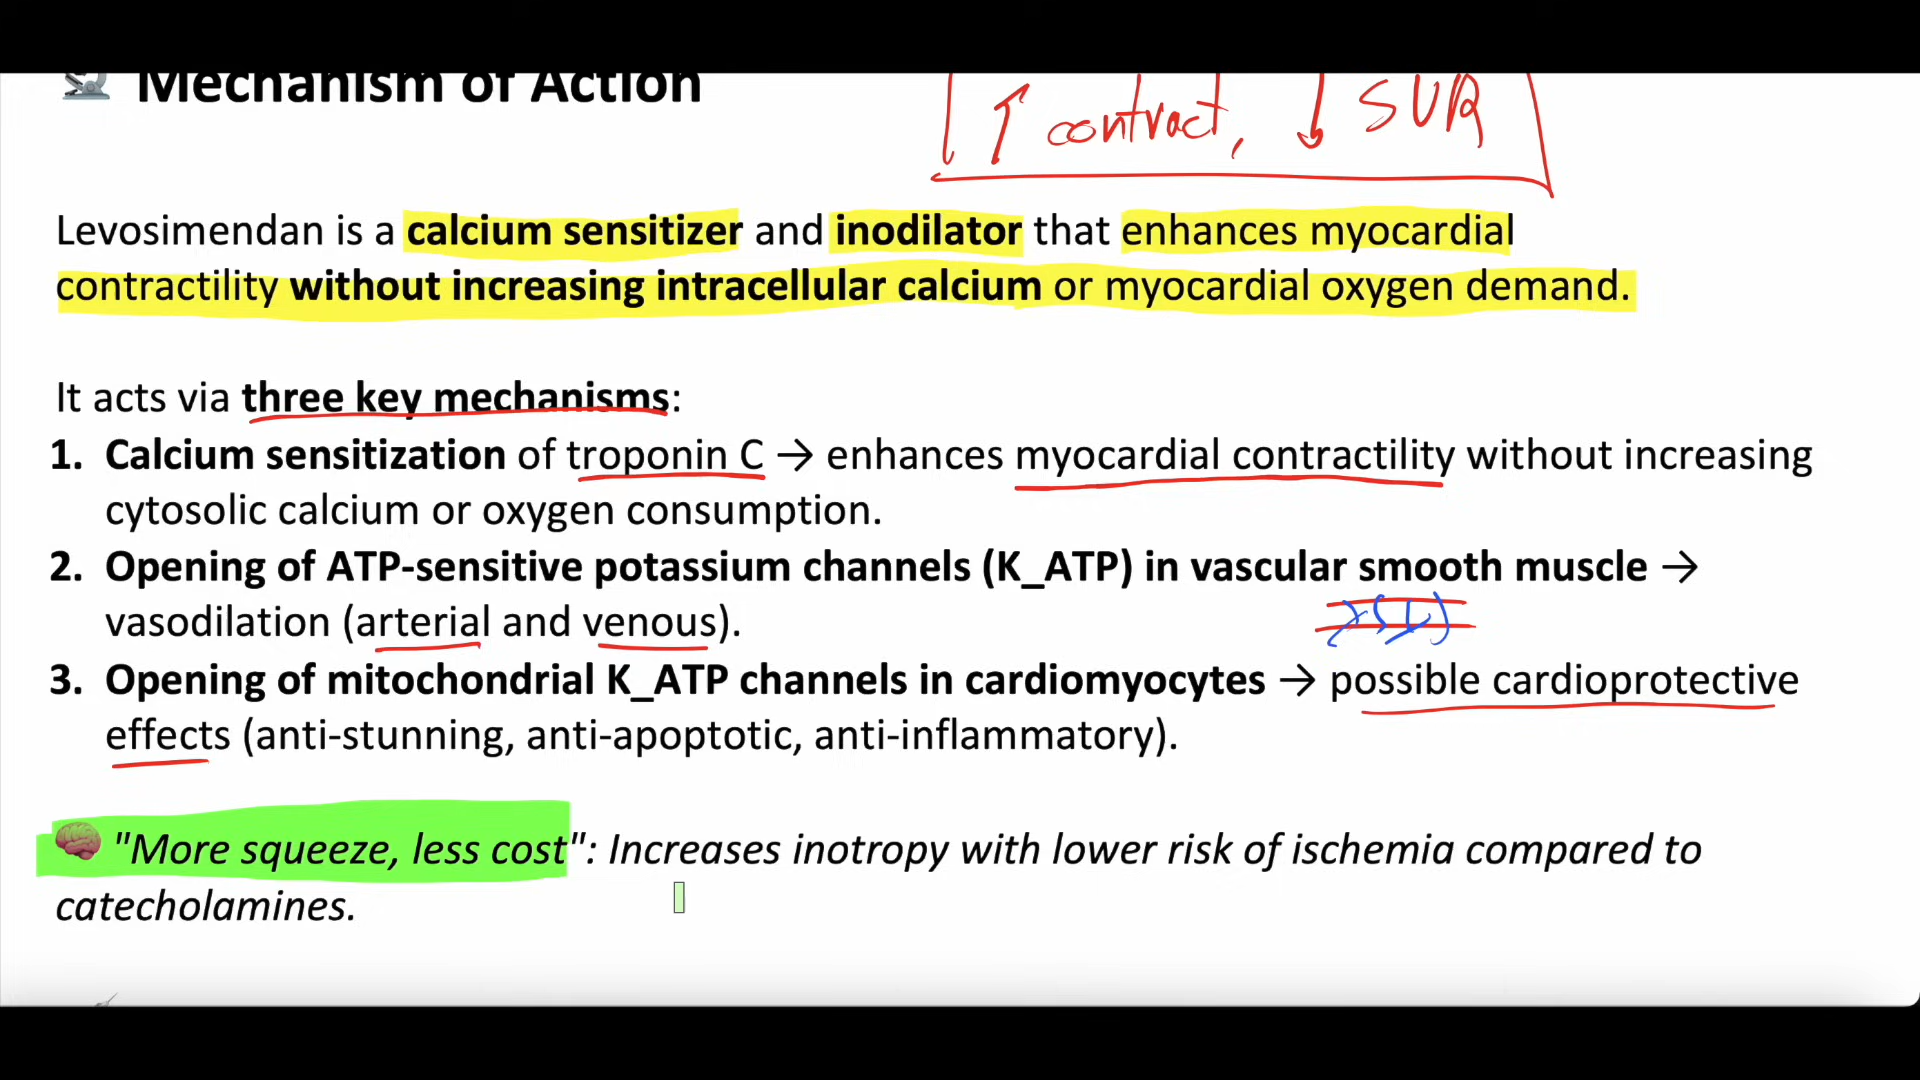 Mechanism of Action
↑ contract, ↓ SVR
Levosimendan is a calcium sensitizer and inodilator that enhances myocardial
contractility without increasing intracellular calcium or myocardial oxygen demand.
It acts via three key mechanisms:
1. Calcium sensitization of troponin C → enhances myocardial contractility without increasing
cytosolic calcium or oxygen consumption.
2. Opening of ATP-sensitive potassium channels (K_ATP) in vascular smooth muscle →
vasodilation (arterial and venous).
3. Opening of mitochondrial K_ATP channels in cardiomyocytes → possible cardioprotective
effects (anti-stunning, anti-apoptotic, anti-inflammatory).
"More squeeze, less cost": Increases inotropy with lower risk of ischemia compared to
catecholamines.